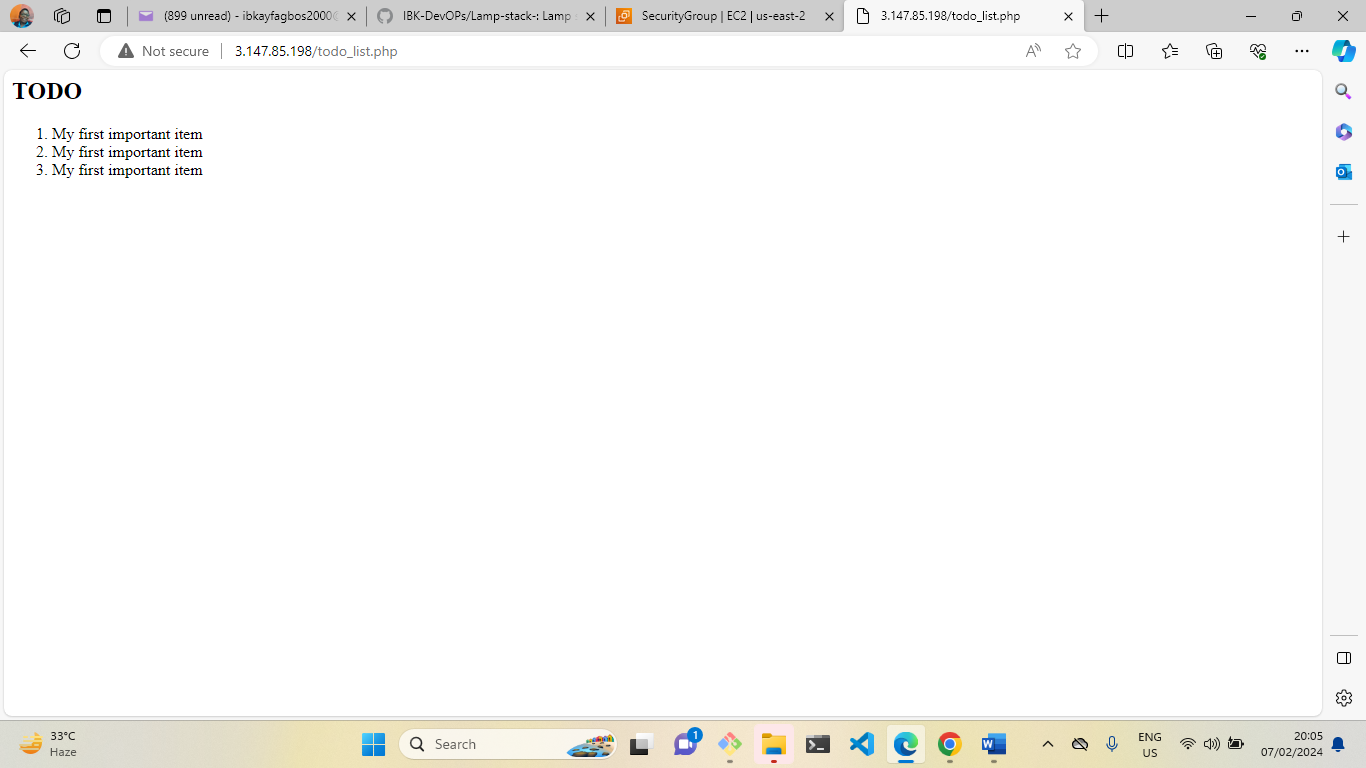 (899 unread) - ibkayfagbos2000@
IBK-DevOPs/Lamp-stack-: Lamp
SecurityGroup | EC2 | us-east-2
3.147.85.198/todo_list.php
Not secure
3.147.85.198/todo_list.php
TODO
1. My first important item
2. My first important item
3. My first important item
33°C
Haze
Search
1
ENG
US
20:05
07/02/2024